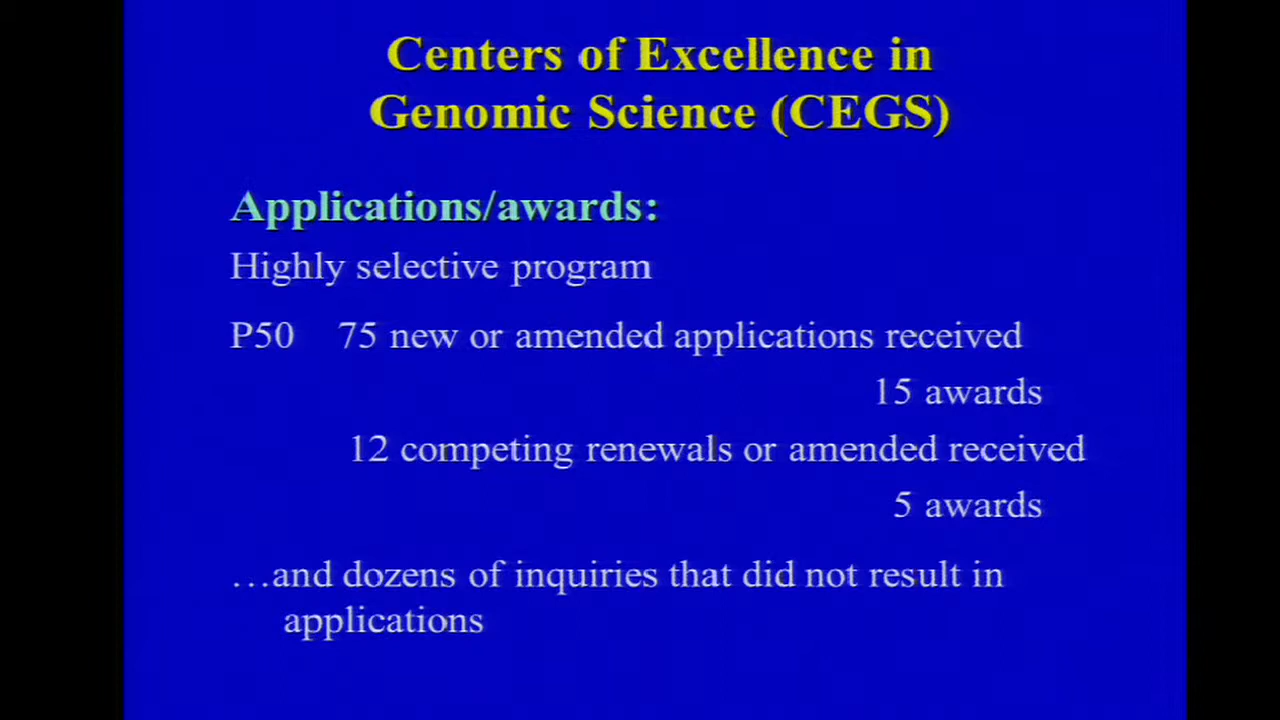 Centers of Excellence in
Genomic Science (CEGS)
Applications/awards:
Highly selective program
P50 75 new or amended applications received
15 awards
12 competing renewals or amended received
5 awards
…and dozens of inquiries that did not result in
applications